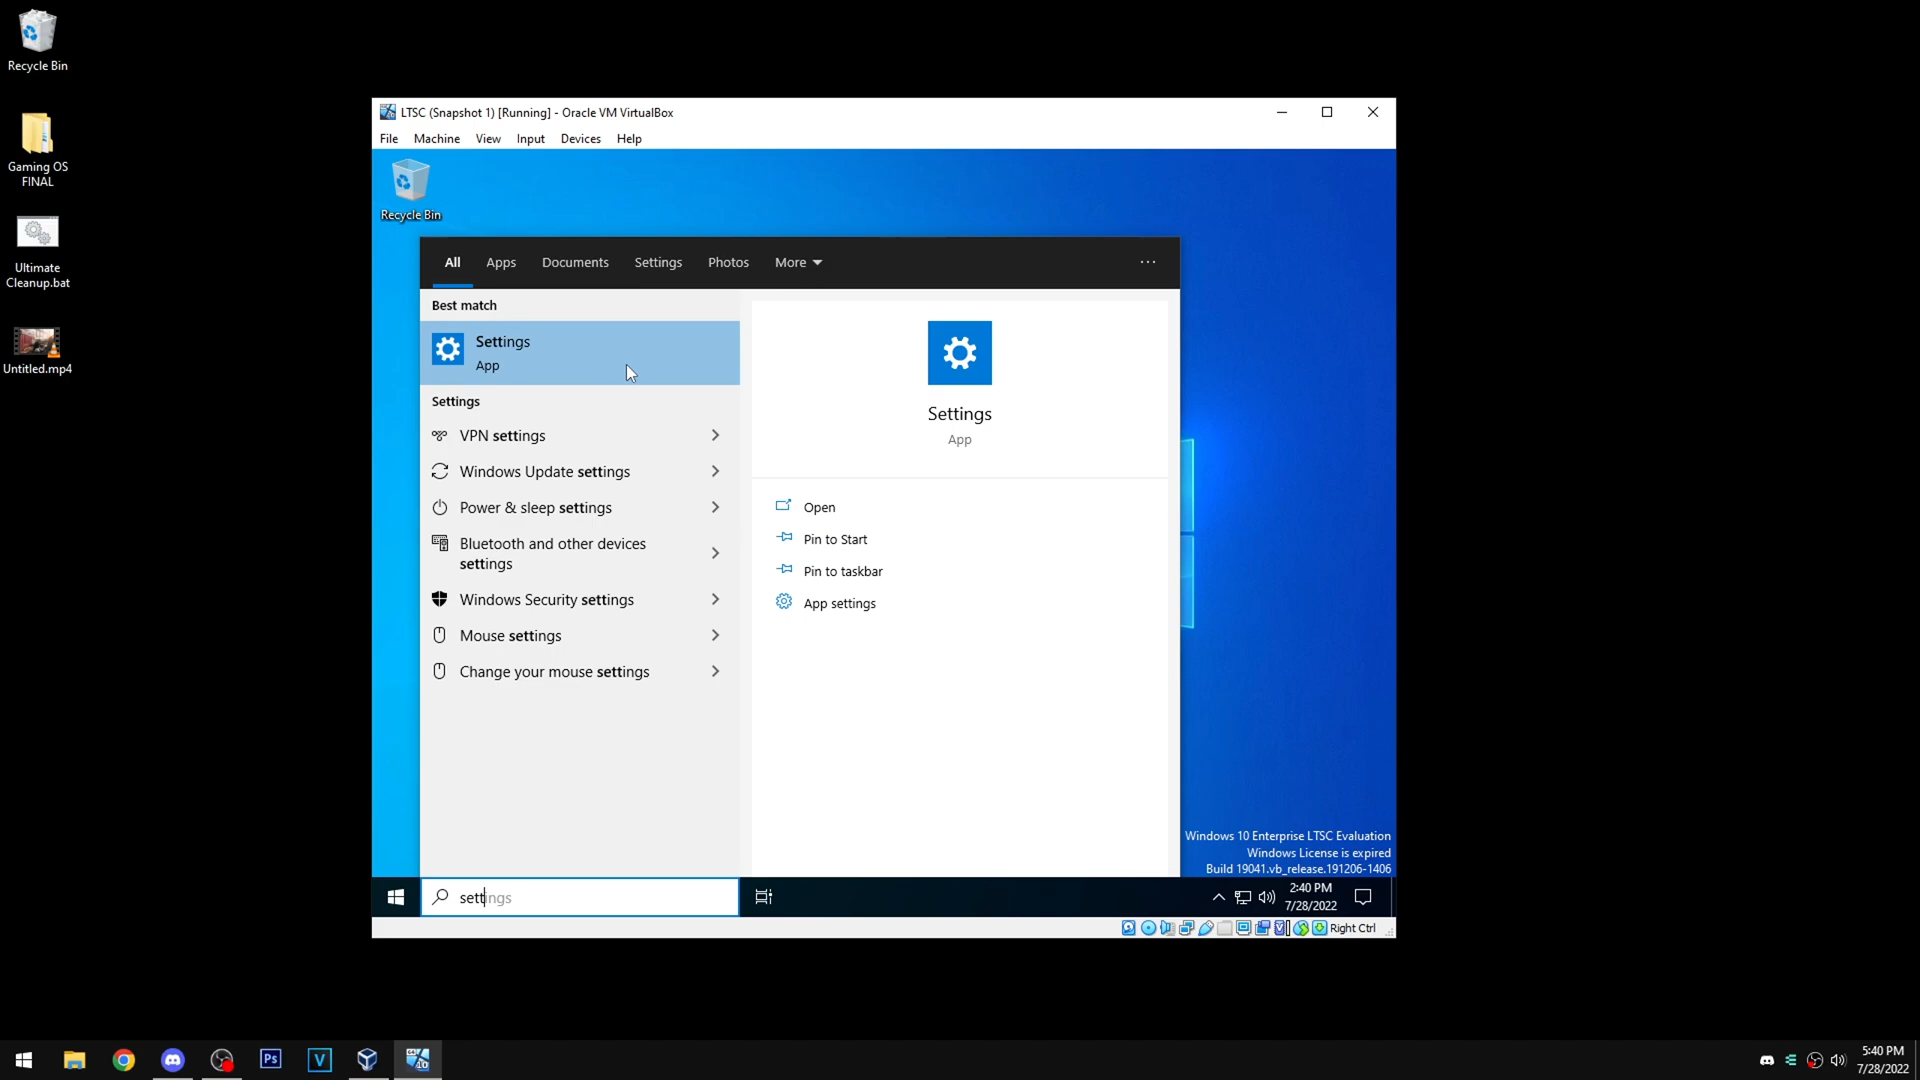 Recycle Bin
Gaming OS
FINAL
Ultimate
Cleanup.bat
Untitled.mp4
LTSC (Snapshot 1) [Running] - Oracle VM VirtualBox
File Machine View Input Devices Help
Recycle Bin
All Apps Documents Settings Photos More
Best match
Settings
App
Settings
VPN settings
Windows Update settings
Power & sleep settings
Bluetooth and other devices
settings
Windows Security settings
Mouse settings
Change your mouse settings
Settings
App
Open
Pin to Start
Pin to taskbar
App settings
Windows 10 Enterprise LTSC Evaluation
Windows License is expired
Build 19041.vb_release.191206-1406
settings
2:40 PM
7/28/2022
Right Ctrl
Ps
V
5:40 PM
7/28/2022